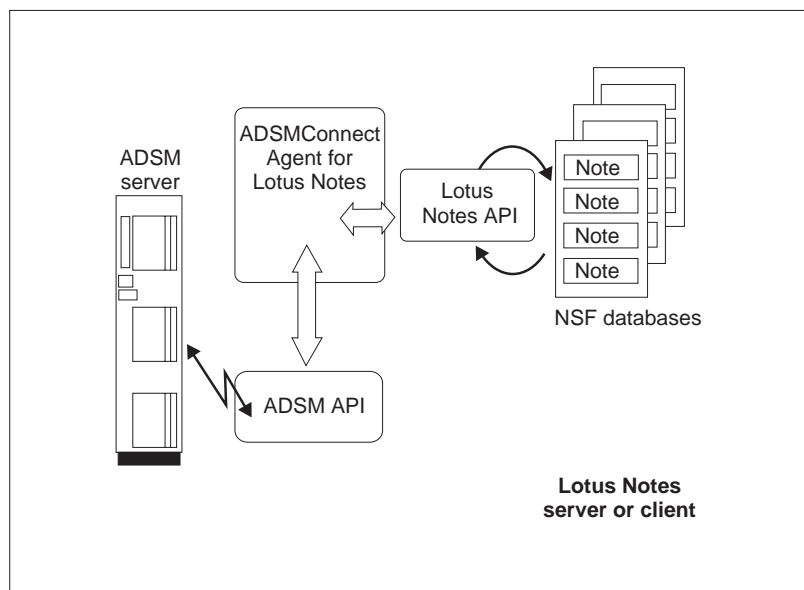 ADSM
server
ADSMConnect
Agent for
Lotus Notes
Lotus
Notes API
Note
Note
Note
Note
NSF databases
ADSM API
Lotus Notes
server or client